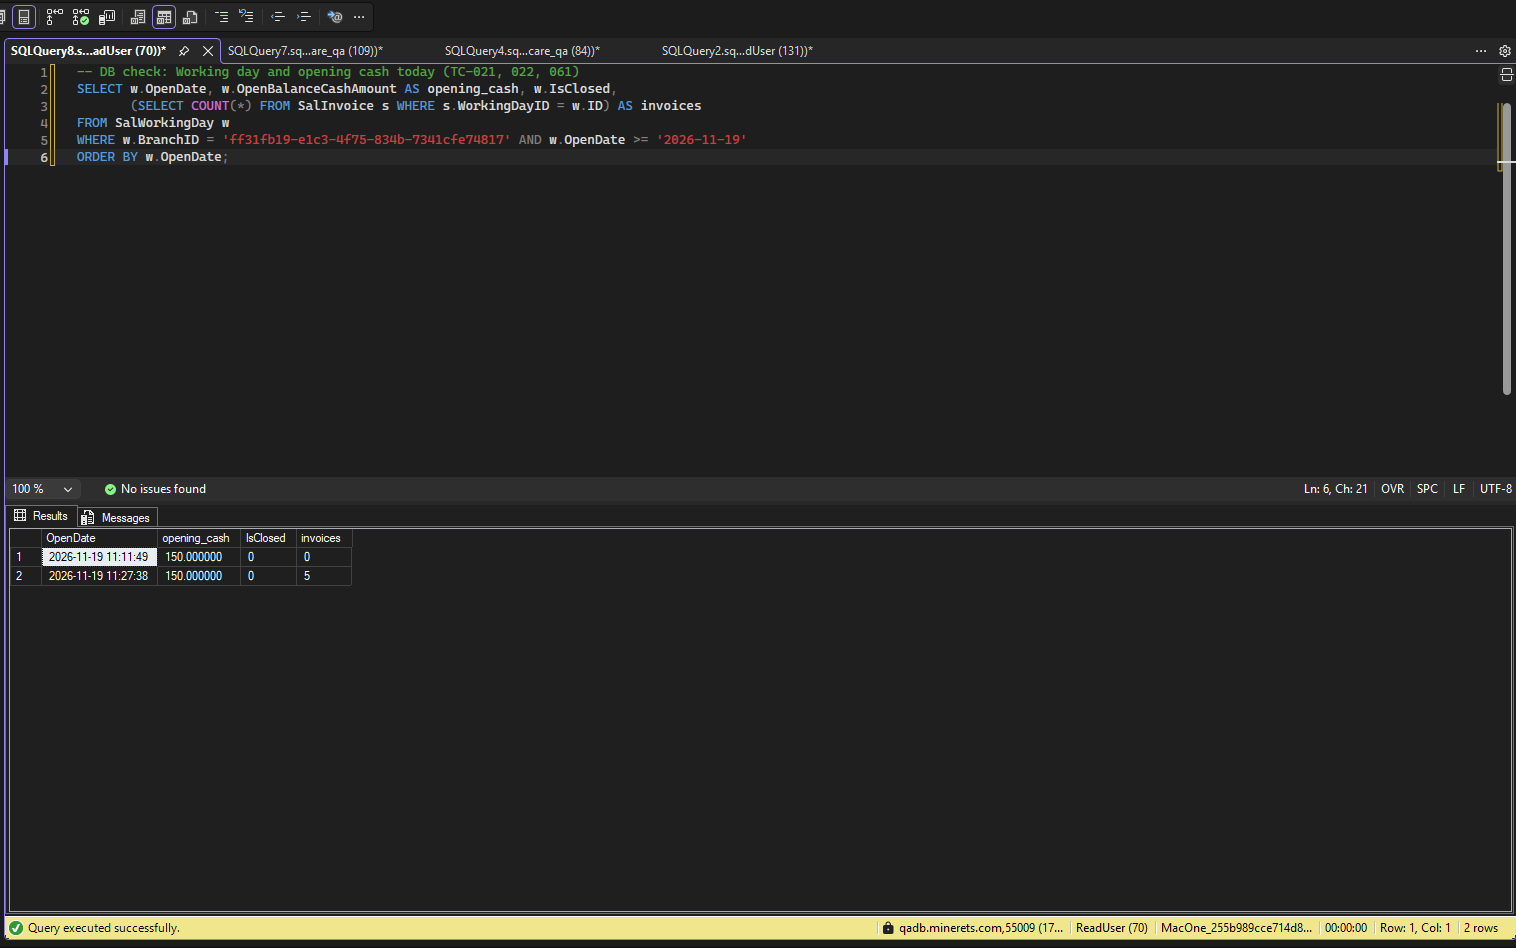 SQLQuery8.s...adUser (70))*
SQLQuery7.sq...are_qa (109))*
SQLQuery4.sq...care_qa (84))*
SQLQuery2.sq...dUser (131))*
1 -- DB check: Working day and opening cash today (TC-021, 022, 061)
2 SELECT w.OpenDate, w.OpenBalanceCashAmount AS opening_cash, w.IsClosed,
3 (SELECT COUNT(*) FROM SalInvoice s WHERE s.WorkingDayID = w.ID) AS invoices
4 FROM SalWorkingDay w
5 WHERE w.BranchID = 'ff31fb19-e1c3-4f75-834b-7341cfe74817' AND w.OpenDate >= '2026-11-19'
6 ORDER BY w.OpenDate;
100 % No issues found Ln: 6, Ch: 21 OVR SPC LF UTF-8
Results Messages
OpenDate opening_cash IsClosed invoices
1 2026-11-19 11:11:49 150.000000 0 0
2 2026-11-19 11:27:38 150.000000 0 5
Query executed successfully. qadb.minerets.com,55009 (17... ReadUser (70) MacOne_255b989cce714d8... 00:00:00 Row: 1, Col: 1 2 rows